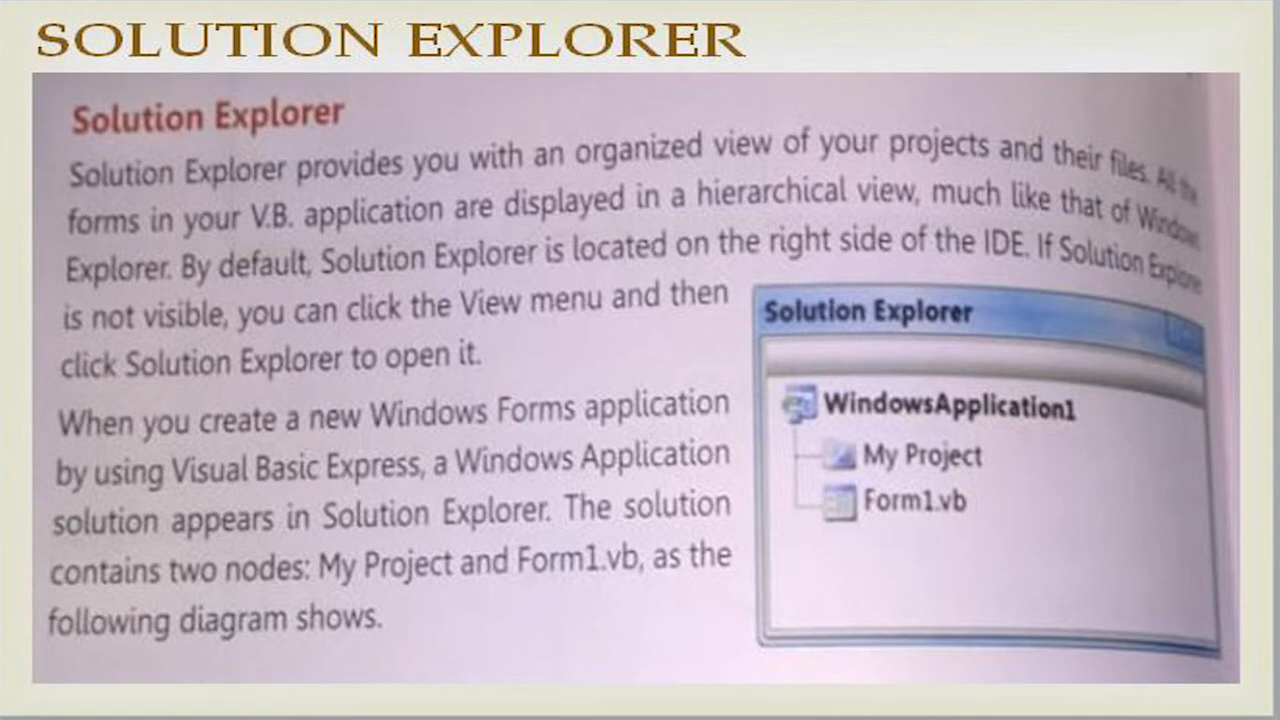 SOLUTION EXPLORER
Solution Explorer
Solution Explorer provides you with an organized view of your projects and their files. All the
forms in your V.B. application are displayed in a hierarchical view, much like that of Windows
Explorer. By default, Solution Explorer is located on the right side of the IDE. If Solution Explorer
is not visible, you can click the View menu and then
click Solution Explorer to open it.
When you create a new Windows Forms application
by using Visual Basic Express, a Windows Application
solution appears in Solution Explorer. The solution
contains two nodes: My Project and Form1.vb, as the
following diagram shows.
Solution Explorer
WindowsApplication1
My Project
Form1.vb